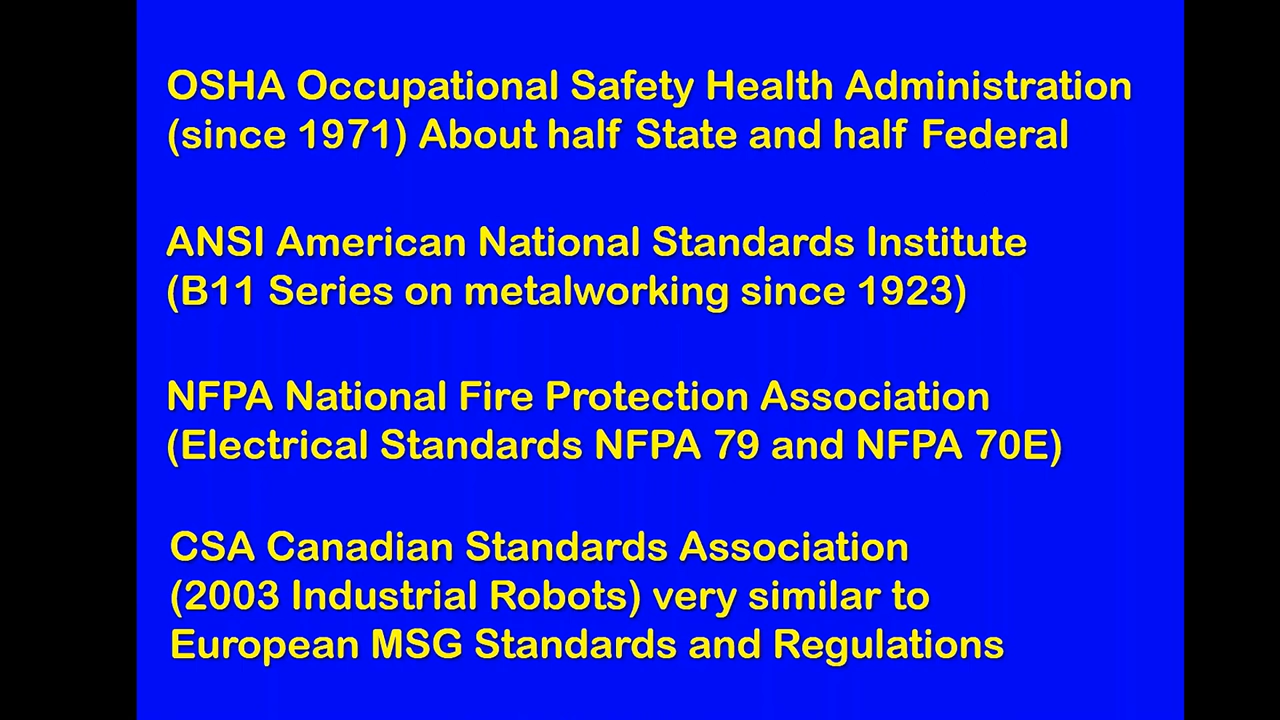 OSHA Occupational Safety Health Administration
(since 1971) About half State and half Federal
ANSI American National Standards Institute
(B11 Series on metalworking since 1923)
NFPA National Fire Protection Association
(Electrical Standards NFPA 79 and NFPA 70E)
CSA Canadian Standards Association
(2003 Industrial Robots) very similar to
European MSG Standards and Regulations